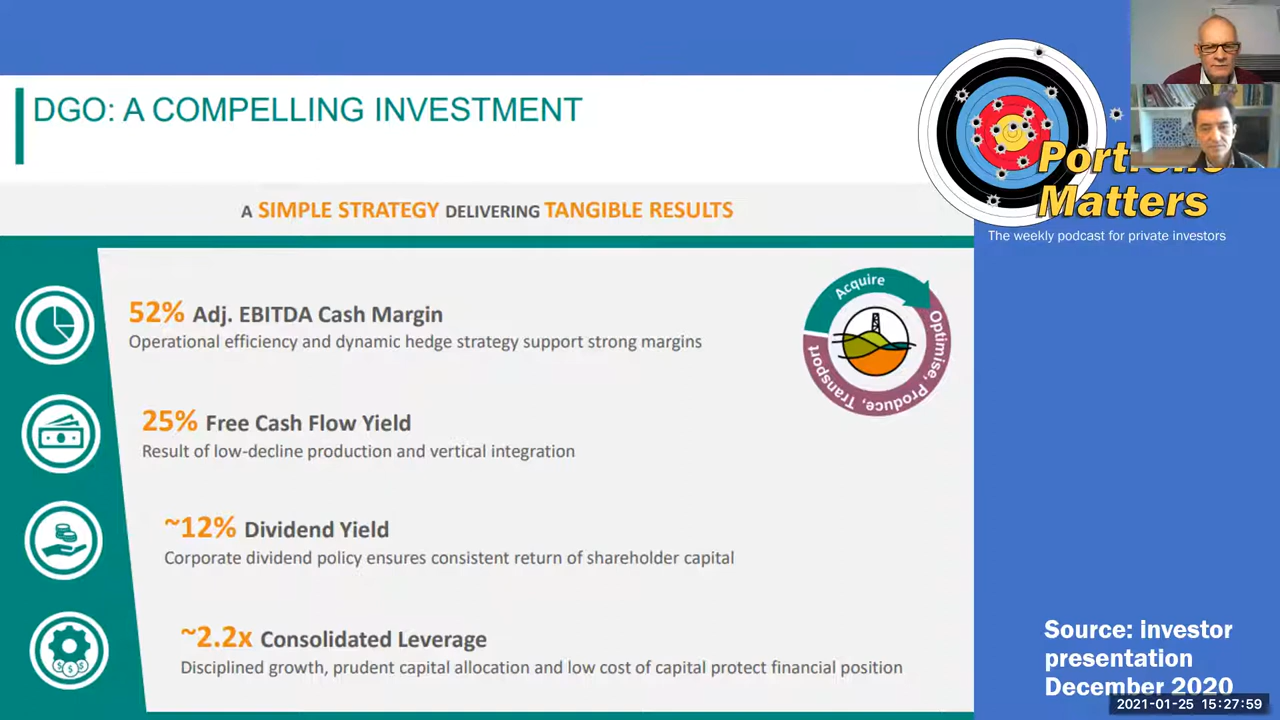 DGO: A COMPELLING INVESTMENT
A SIMPLE STRATEGY DELIVERING TANGIBLE RESULTS
52% Adj. EBITDA Cash Margin
Operational efficiency and dynamic hedge strategy support strong margins
25% Free Cash Flow Yield
Result of low-decline production and vertical integration
~12% Dividend Yield
Corporate dividend policy ensures consistent return of shareholder capital
~2.2x Consolidated Leverage
Disciplined growth, prudent capital allocation and low cost of capital protect financial position
Acquire
Optimise, Produce, Transport
Matters
The weekly podcast for private investors
Source: investor
presentation
December 2020
2021-01-25 15:27:59